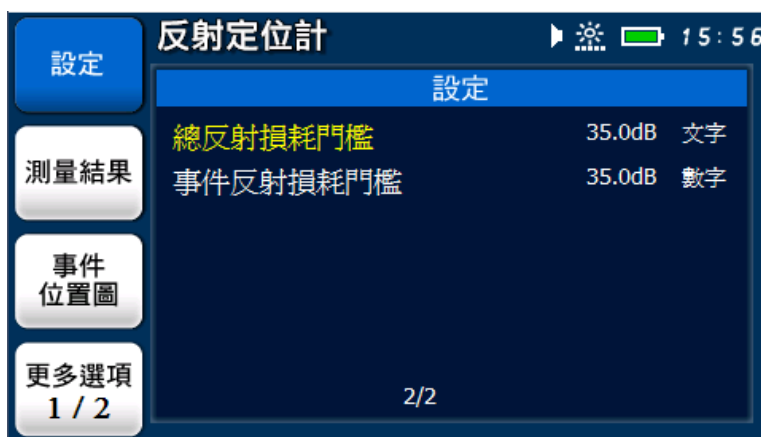 設定
反射定位計
15:56
設定
總反射損耗門檻 35.0dB 文字
事件反射損耗門檻 35.0dB 數字
測量結果
事件
位置圖
更多選項
1 / 2
2/2